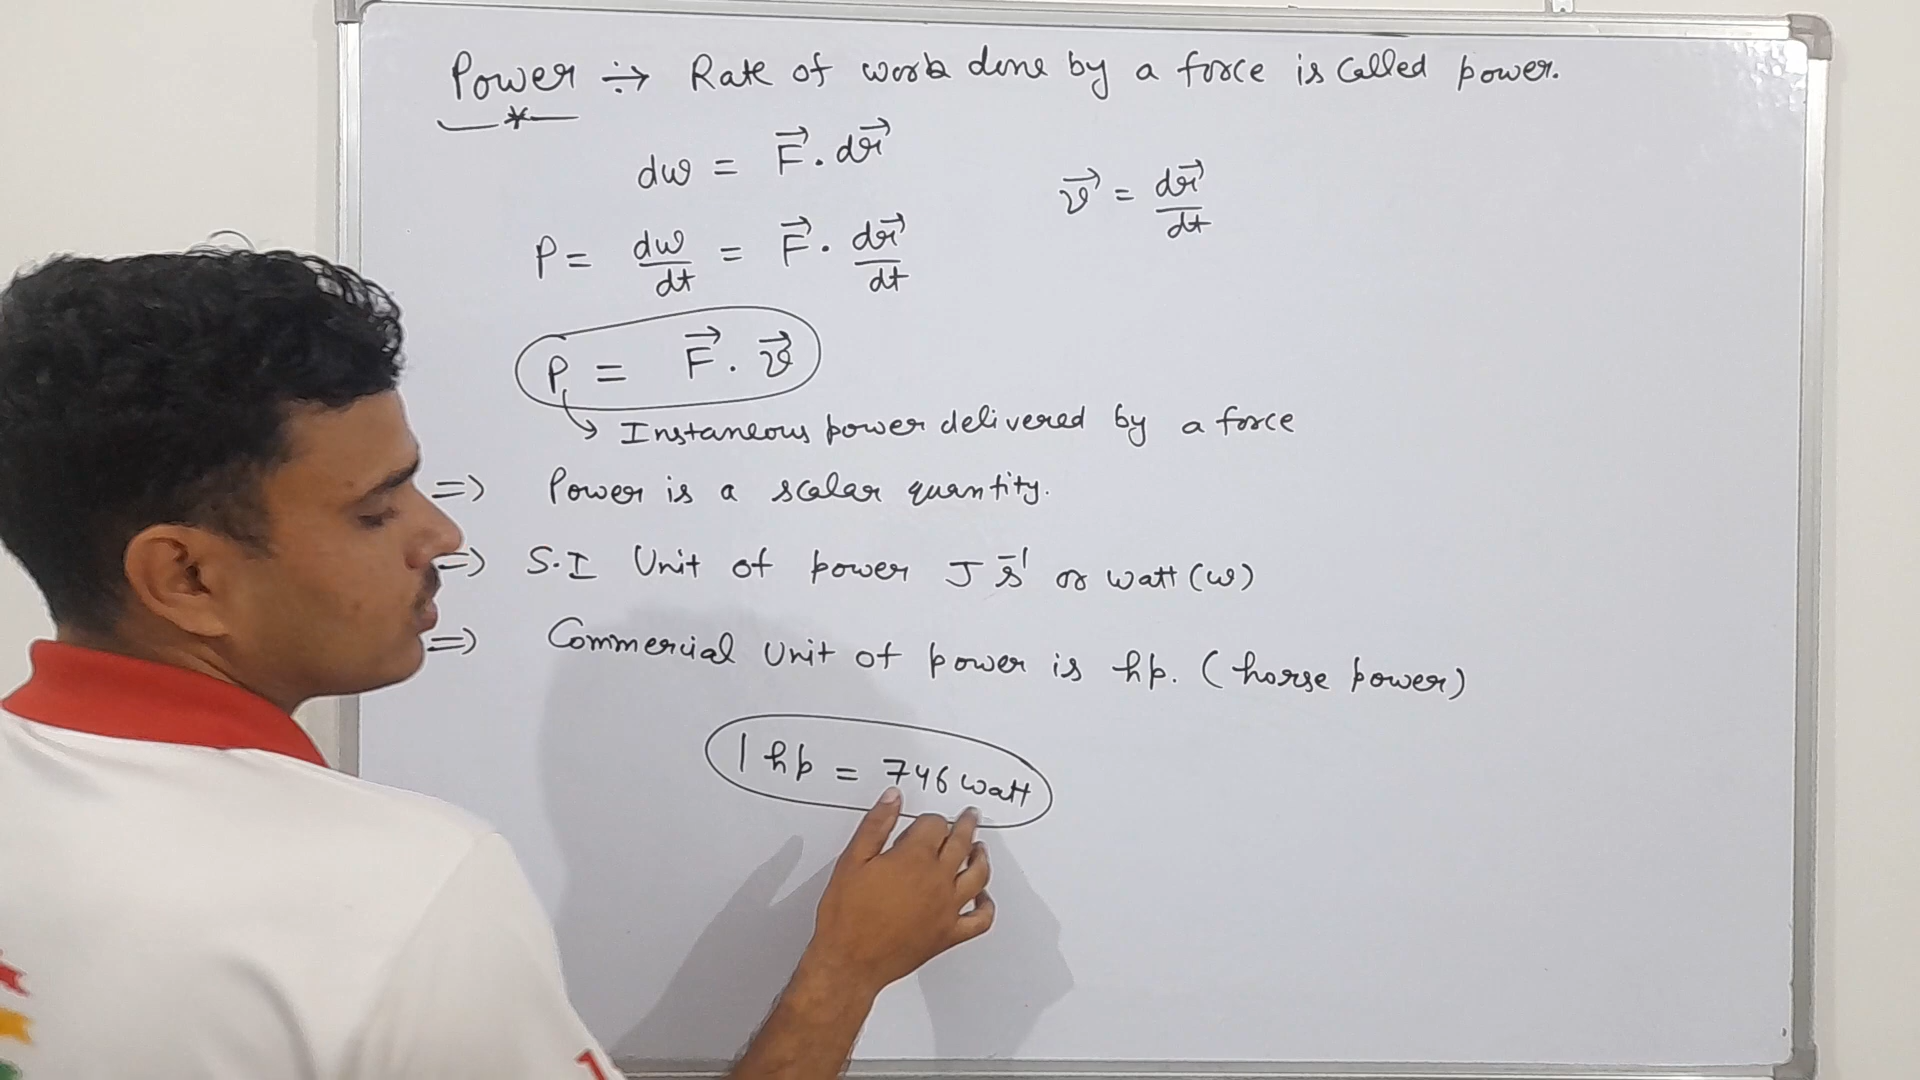 Power ÷→ Rate of work done by a force is called power.
dw = F⃗ . dr⃗
v⃗ = dr⃗/dt
P = dw/dt = F⃗ . dr⃗/dt
P = F⃗ . v⃗
↳ Instaneous power delivered by a force
=> Power is a scalar quantity.
=> S.I Unit of power J s⁻¹ or watt (w)
=> Commercial Unit of power is hp. (horse power)
1 hp = 746 watt